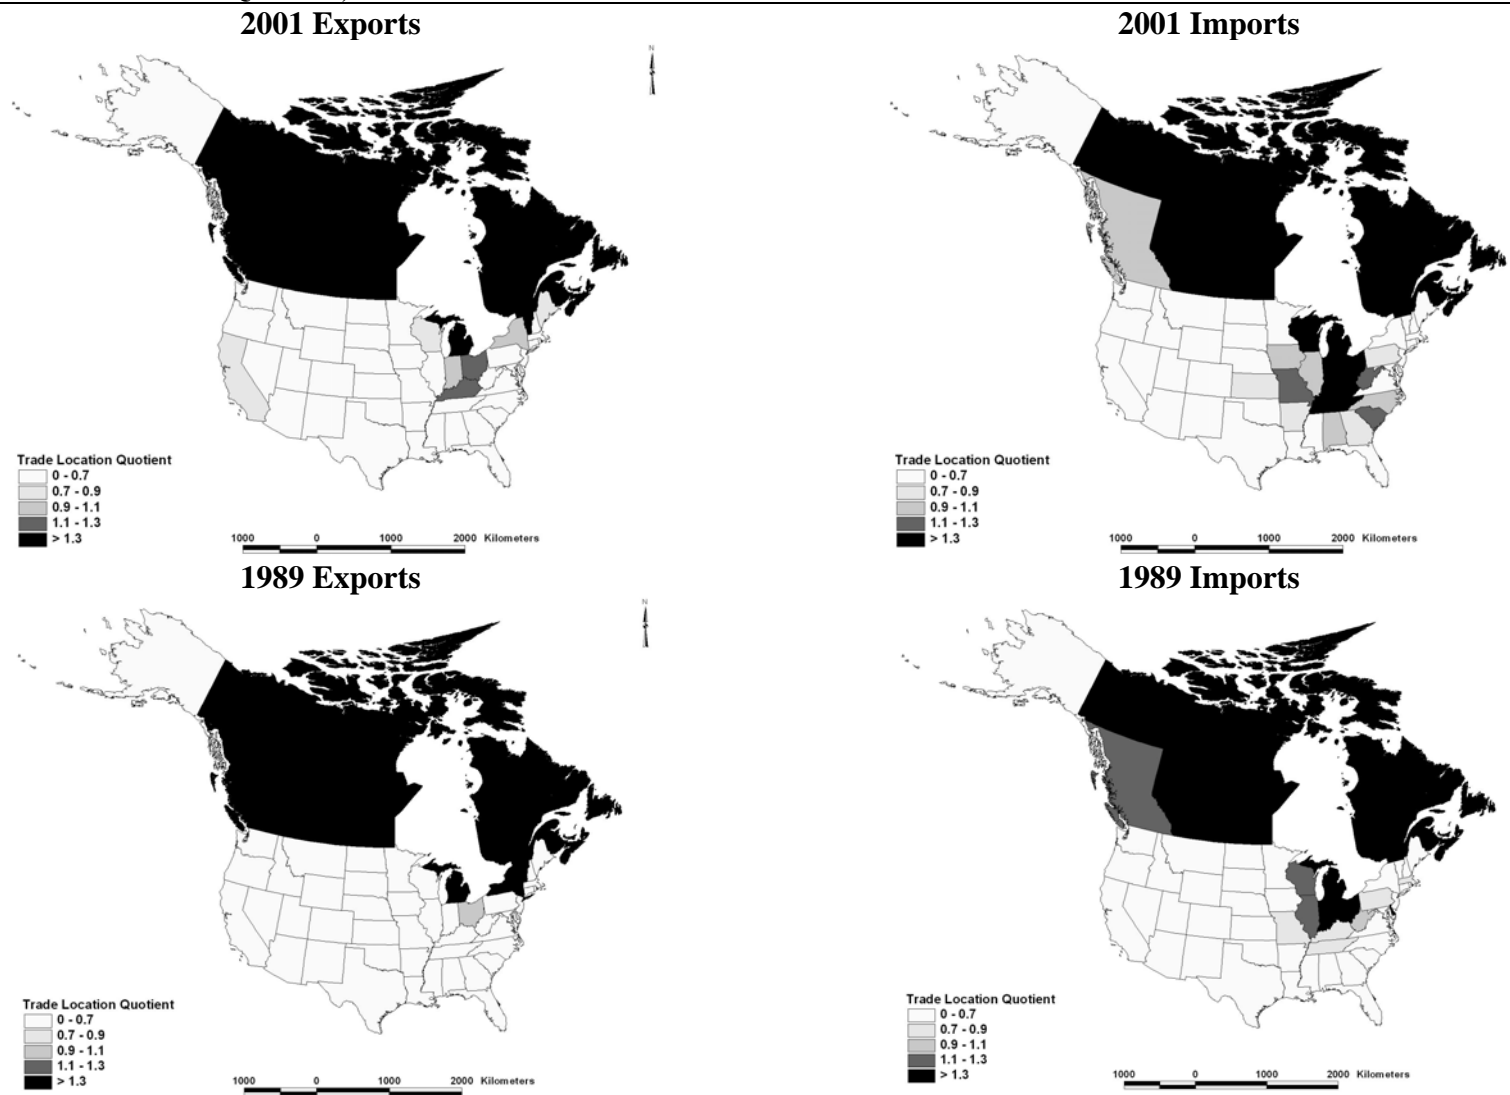 2001 Exports
2001 Imports
N
Trade Location Quotient
0 - 0.7
0.7 - 0.9
0.9 - 1.1
1.1 - 1.3
> 1.3
1000 0 1000 2000 Kilometers
Trade Location Quotient
0 - 0.7
0.7 - 0.9
0.9 - 1.1
1.1 - 1.3
> 1.3
1000 0 1000 2000 Kilometers
1989 Exports
1989 Imports
N
Trade Location Quotient
0 - 0.7
0.7 - 0.9
0.9 - 1.1
1.1 - 1.3
> 1.3
1000 0 1000 2000 Kilometers
Trade Location Quotient
0 - 0.7
0.7 - 0.9
0.9 - 1.1
1.1 - 1.3
> 1.3
1000 0 1000 2000 Kilometers